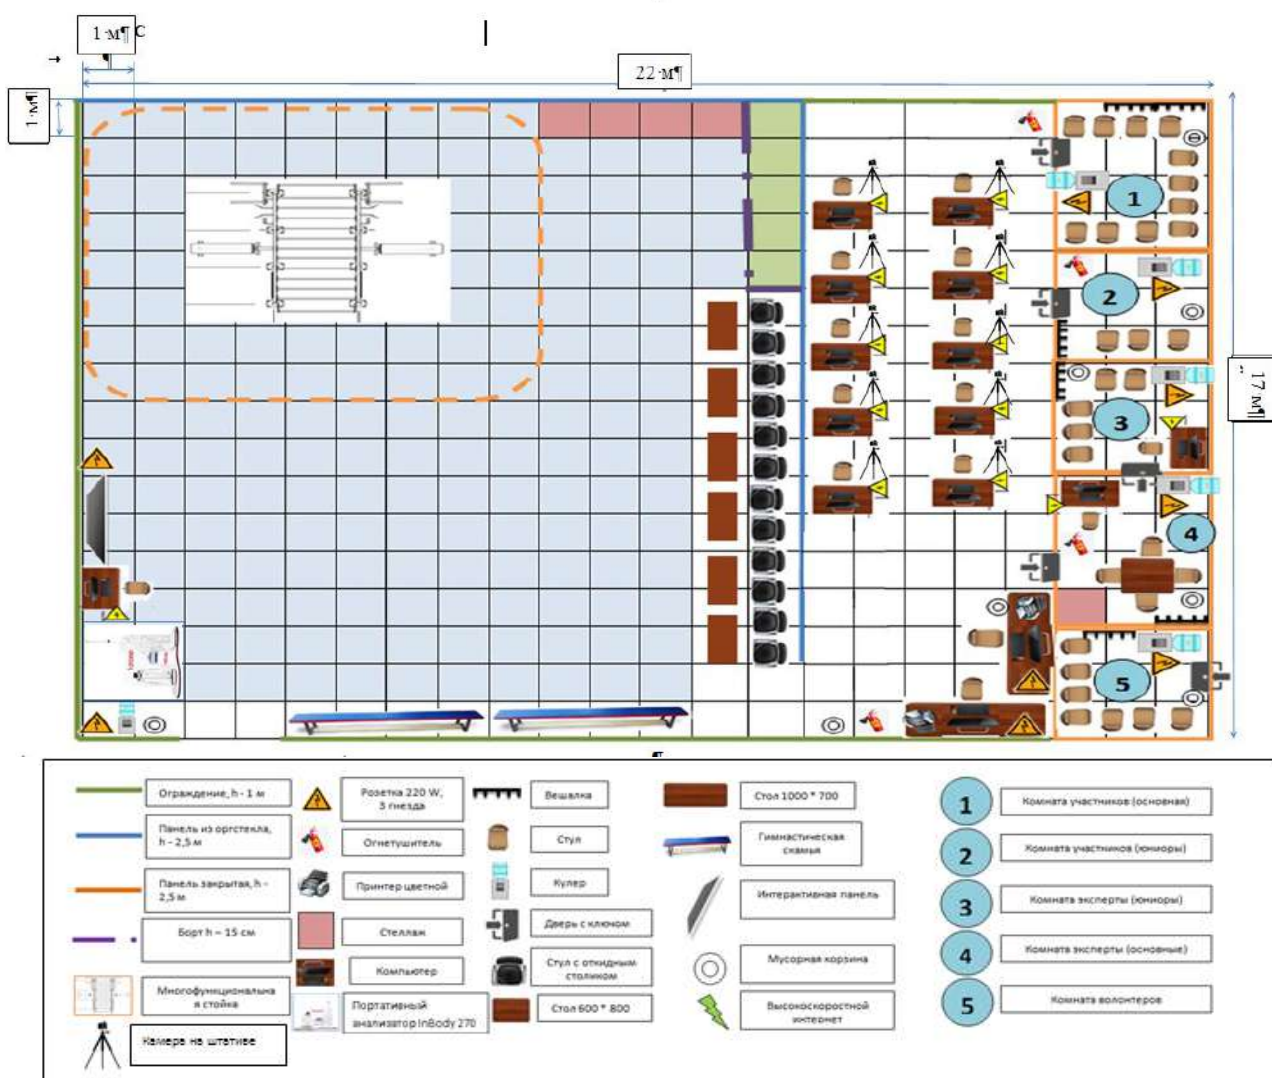 1·м¶ С
¶
22·м¶
1·м¶
17·м¶
1
2
3
4
5
¶
Ограждение, h - 1 м
Панель из оргстекла,
h – 2,5 м
Панель закрытая, h -
2,5 м
Борт h – 15 см
Многофункциональна
я стойка
Камера на штативе
Розетка 220 W,
3 гнезда
Огнетушитель
Принтер цветной
Стеллаж
Компьютер
Портативный
анализатор InBody 270
Вешалка
Стул
Кулер
Дверь с ключом
Стул с откидным
столиком
Стол 600 * 800
Стол 1000 * 700
Гимнастическая
скамья
Интерактивная панель
Мусорная корзина
Высокоскоростной
интернет
1 Комната участников (основная)
2 Комната участников (юниоры)
3 Комната эксперты (юниоры)
4 Комната эксперты (основные)
5 Комната волонтеров